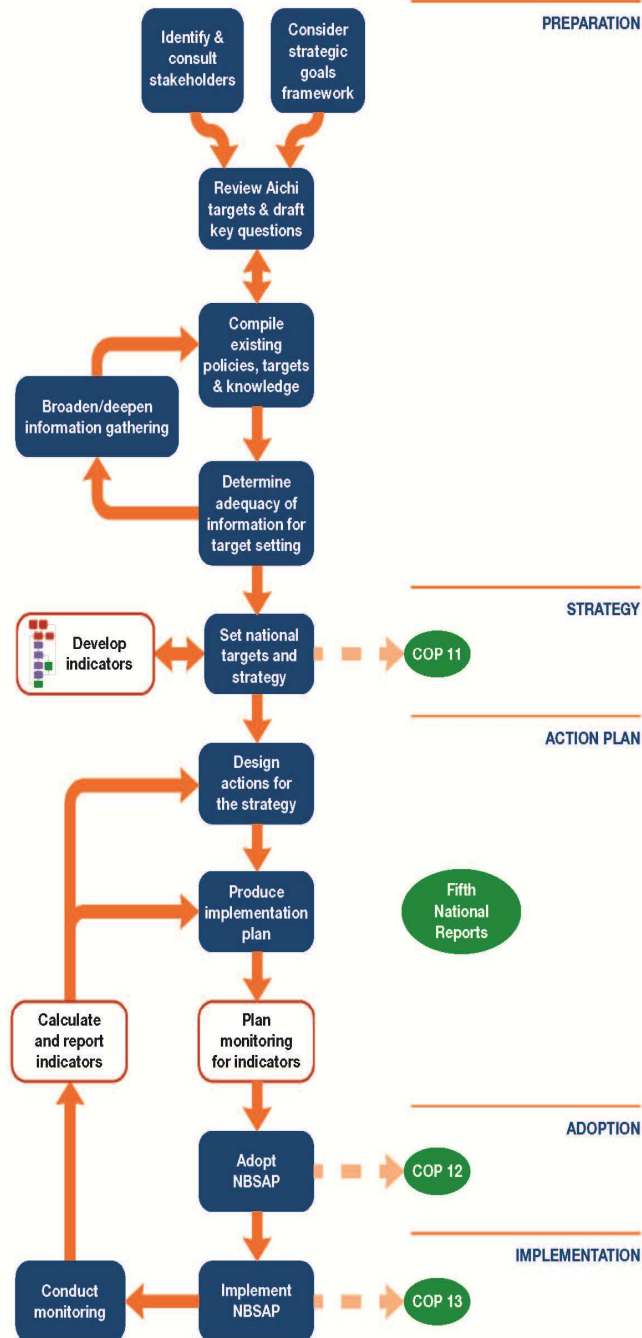 PREPARATION
Identify &
consult
stakeholders
Consider
strategic
goals
framework
Review Aichi
targets & draft
key questions
Compile
existing
policies, targets
& knowledge
Broaden/deepen
information gathering
Determine
adequacy of
information for
target setting
STRATEGY
Develop
indicators
Set national
targets and
strategy
COP 11
ACTION PLAN
Design
actions for
the strategy
Produce
implementation
plan
Fifth
National
Reports
Calculate
and report
indicators
Plan
monitoring
for indicators
ADOPTION
Adopt
NBSAP
COP 12
IMPLEMENTATION
Conduct
monitoring
Implement
NBSAP
COP 13